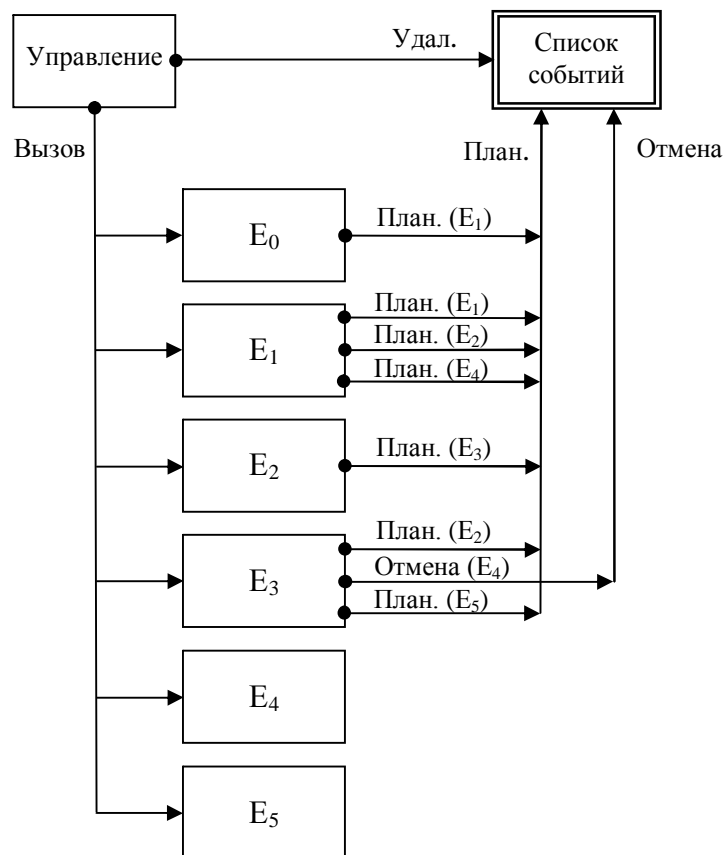 Управление
Удал.
Список
событий
Вызов
План.
Отмена
E₀
План. (E₁)
E₁
План. (E₁)
План. (E₂)
План. (E₄)
E₂
План. (E₃)
E₃
План. (E₂)
Отмена (E₄)
План. (E₅)
E₄
E₅